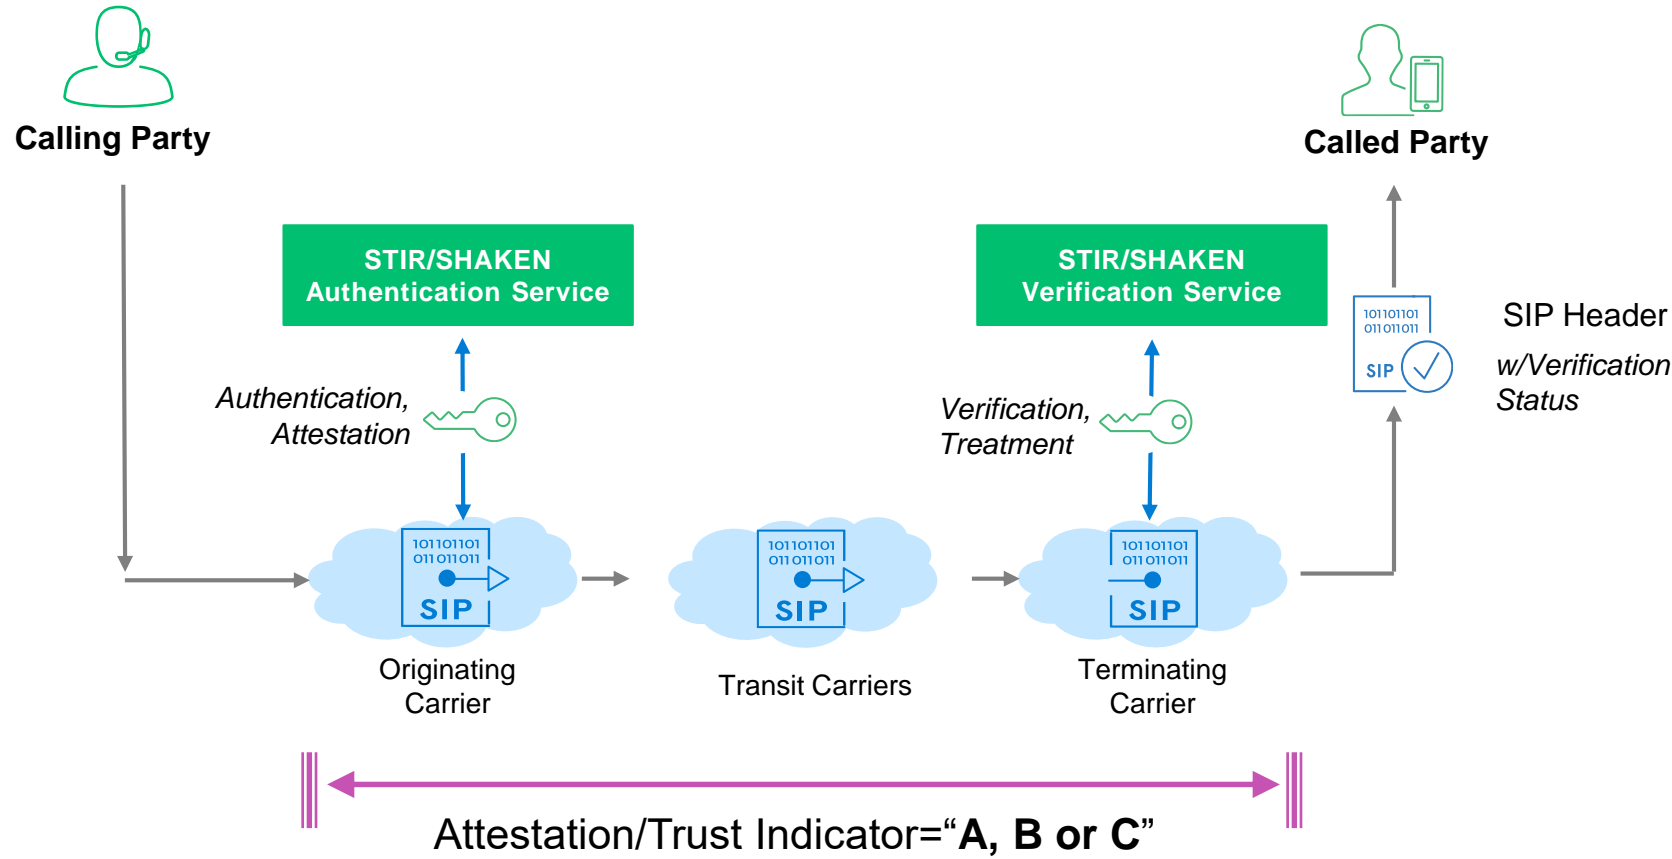 Calling Party
Called Party
STIR/SHAKEN
Authentication Service
STIR/SHAKEN
Verification Service
101101101
011011011
SIP
SIP Header
w/Verification
Status
Authentication,
Attestation
Verification,
Treatment
101101101
011011011
SIP
101101101
011011011
SIP
101101101
011011011
SIP
Originating
Carrier
Transit Carriers
Terminating
Carrier
Attestation/Trust Indicator=“A, B or C”